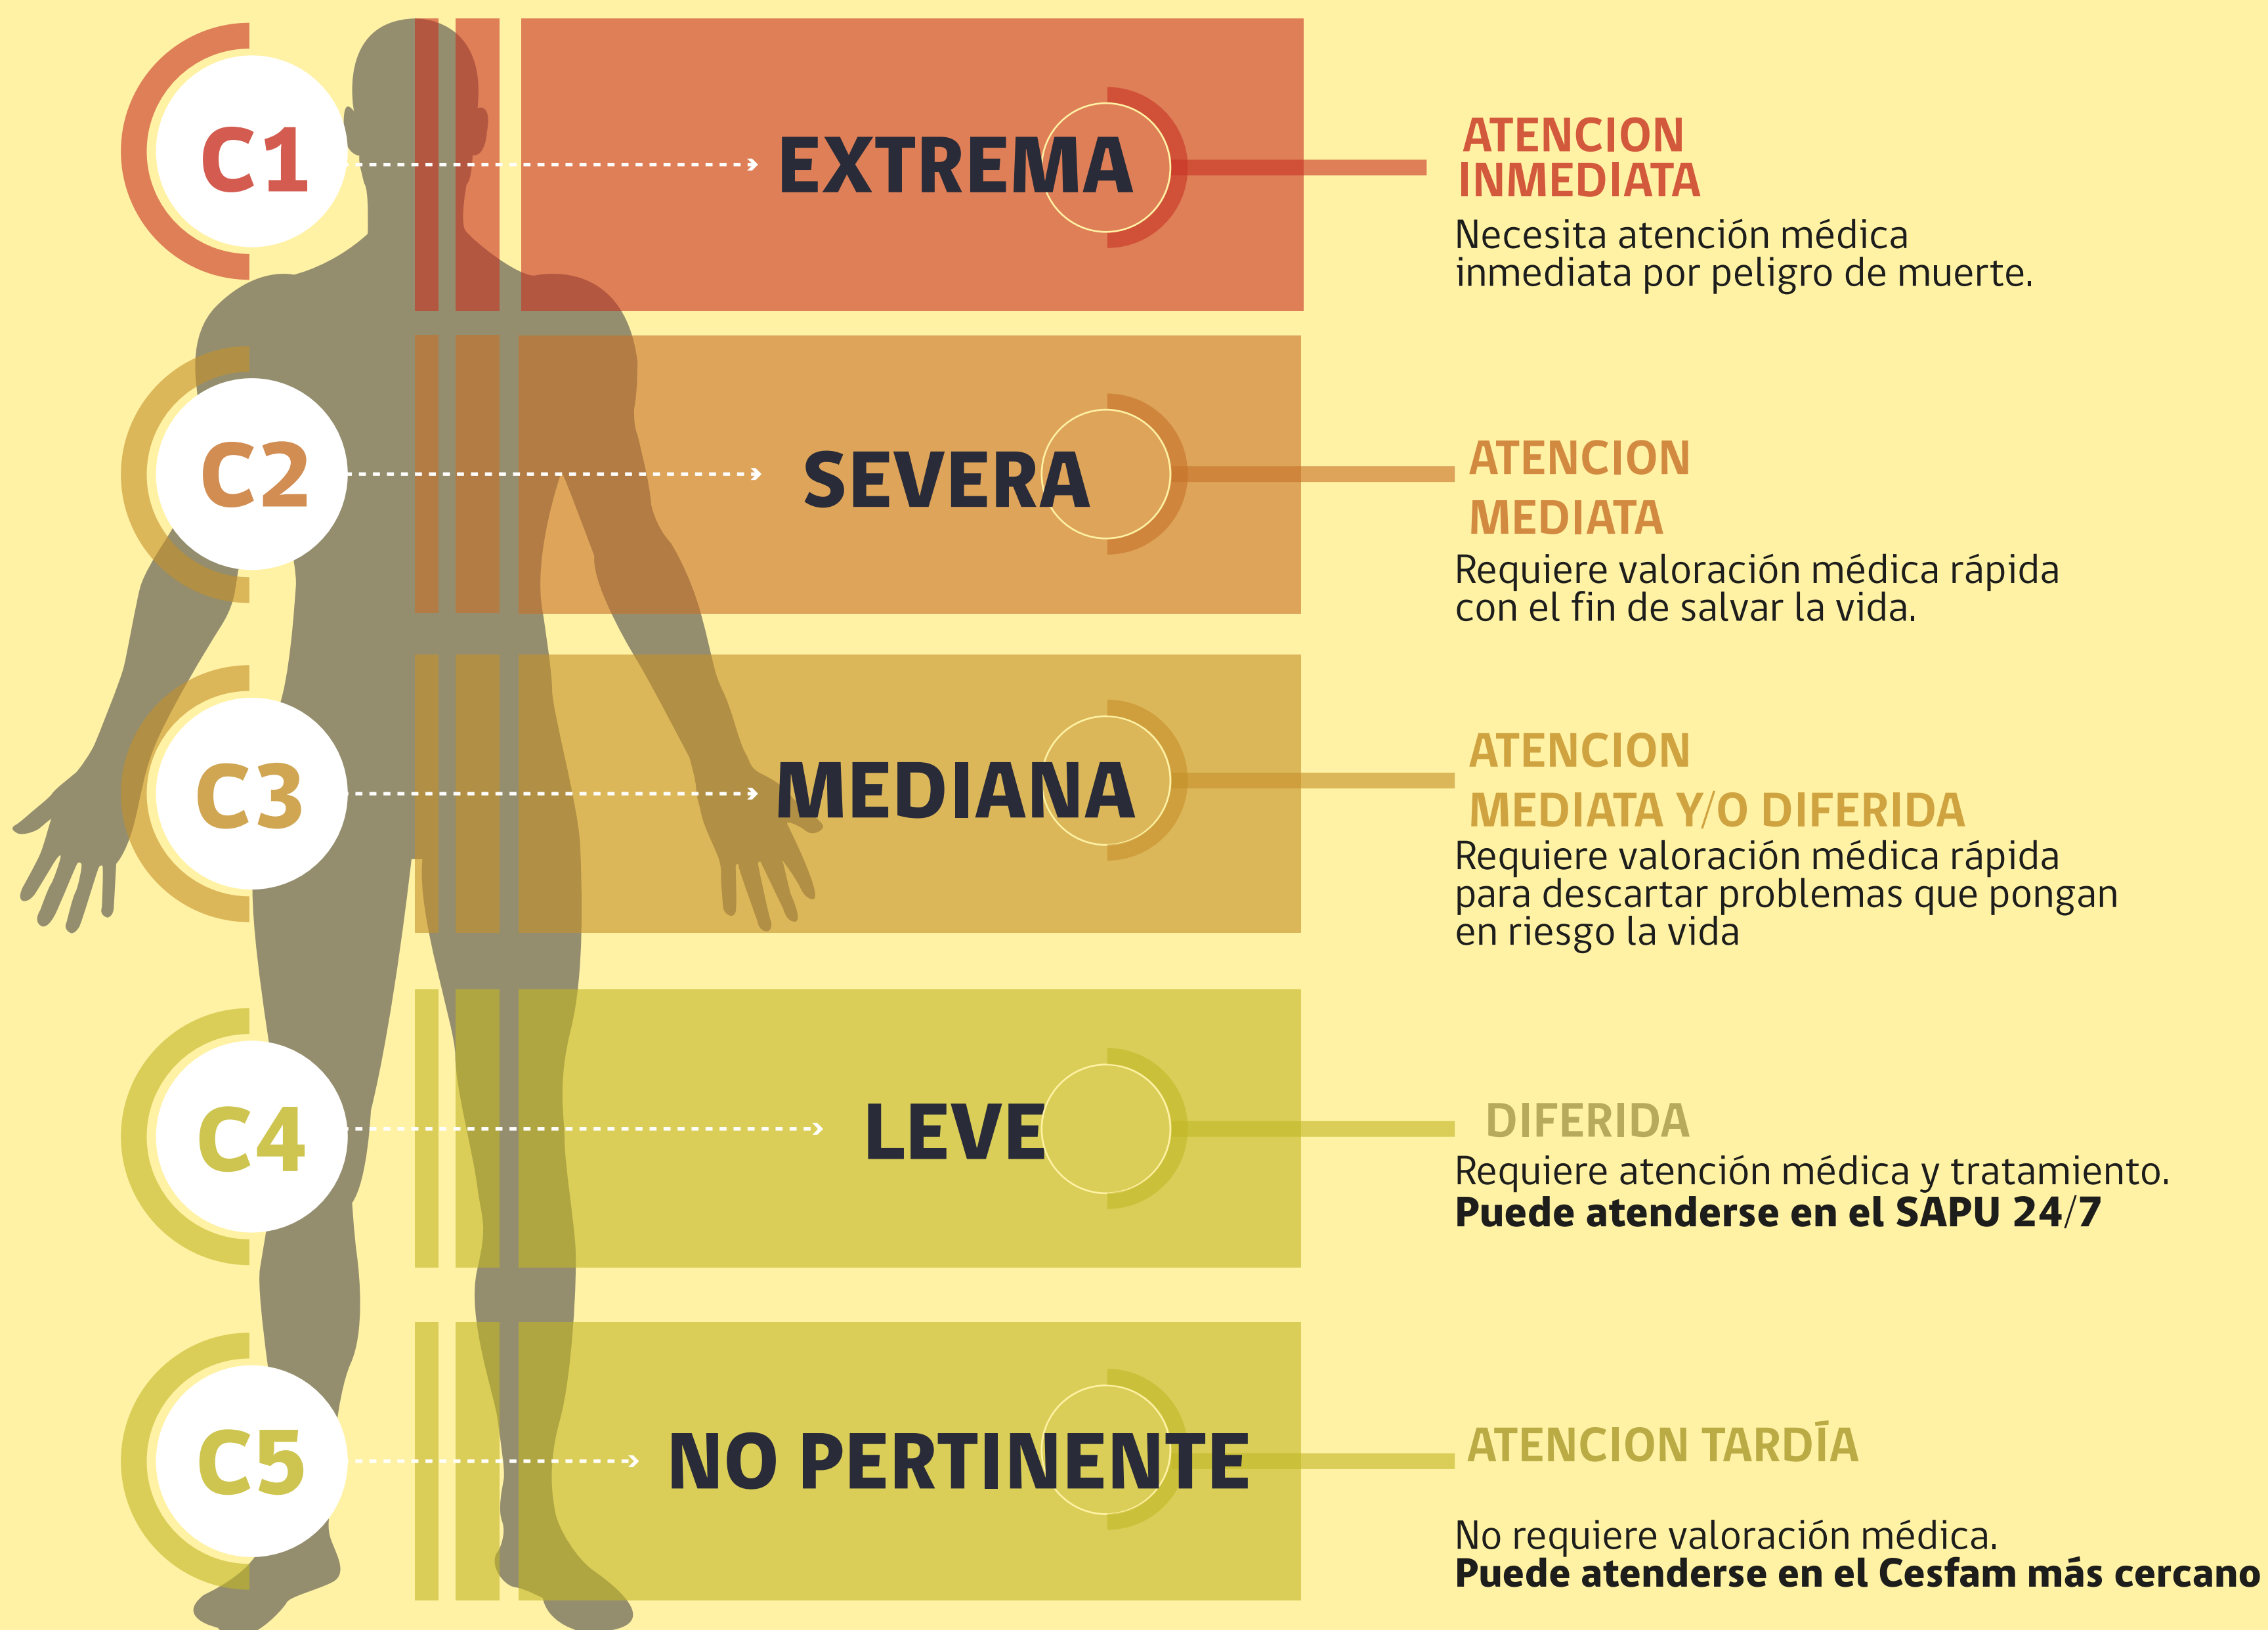 C1
EXTREMA
ATENCION
INMEDIATA
Necesita atención médica
inmediata por peligro de muerte.
C2
SEVERA
ATENCION
MEDIATA
Requiere valoración médica rápida
con el fin de salvar la vida.
C3
MEDIANA
ATENCION
MEDIATA Y/O DIFERIDA
Requiere valoración médica rápida
para descartar problemas que pongan
en riesgo la vida
C4
LEVE
DIFERIDA
Requiere atención médica y tratamiento.
Puede atenderse en el SAPU 24/7
C5
NO PERTINENTE
ATENCION TARDÍA
No requiere valoración médica.
Puede atenderse en el Cesfam más cercano